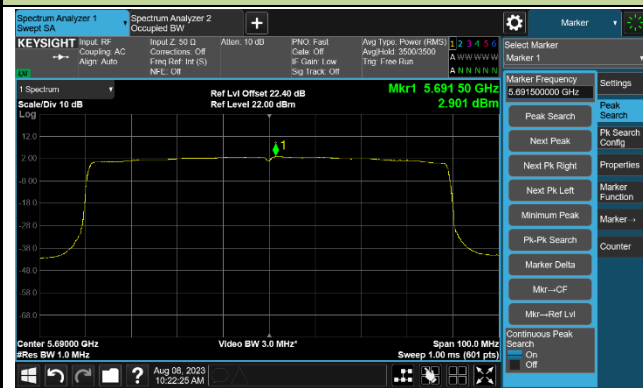 Spectrum Analyzer 1
Swept SA
Spectrum Analyzer 2
Occupied BW
+
Marker
KEYSIGHT
Input: RF
Coupling: AC
Align: Auto
Input Z: 50 Ω
Corrections: Off
Freq Ref: Int (S)
NFE: Off
Atten: 10 dB
PNO: Fast
Gate: Off
IF Gain: Low
Sig Track: Off
Avg Type: Power (RMS)
Avg|Hold: 3500/3500
Trig: Free Run
1 2 3 4 5 6
A W W W W W
A N N N N N
LXI
Select Marker
Marker 1
1 Spectrum
Scale/Div 10 dB
Log
Ref Lvl Offset 22.40 dB
Ref Level 22.00 dBm
Mkr1 5.691 50 GHz
2.901 dBm
12.0
2.00
-8.00
-18.0
-28.0
-38.0
-48.0
-58.0
-68.0
1
Center 5.69000 GHz
#Res BW 1.0 MHz
Video BW 3.0 MHz*
Span 100.0 MHz
Sweep 1.00 ms (601 pts)
Marker Frequency
5.691500000 GHz
Peak Search
Next Peak
Next Pk Right
Next Pk Left
Minimum Peak
Pk-Pk Search
Marker Delta
Mkr→CF
Mkr→Ref Lvl
Continuous Peak
Search
On
Off
Settings
Peak
Search
Pk Search
Config
Properties
Marker
Function
Marker→
Counter
?
Aug 08, 2023
10:22:25 AM